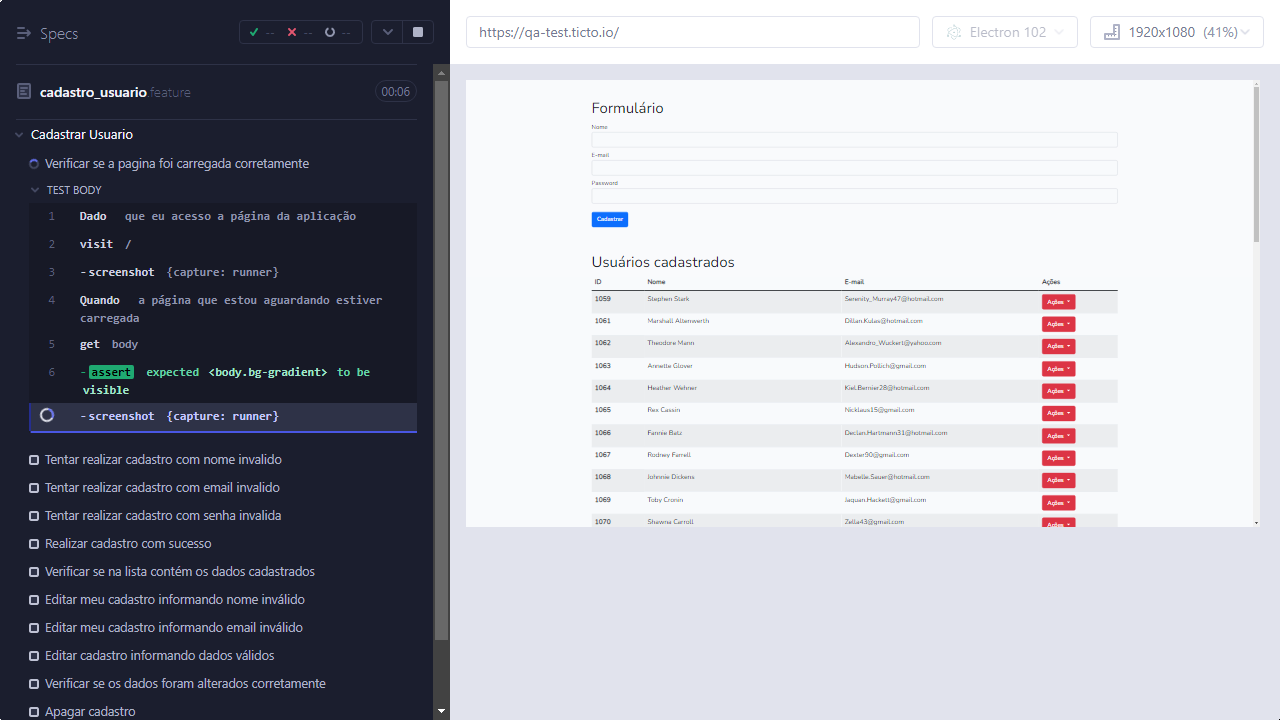 Specs
--
--
--
cadastro_usuario.feature
00:06
Cadastrar Usuario
Verificar se a pagina foi carregada corretamente
TEST BODY
1 Dado que eu acesso a página da aplicação
2 visit /
3 -screenshot {capture: runner}
4 Quando a página que estou aguardando estiver
carregada
5 get body
6 -assert expected <body.bg-gradient> to be
visible
-screenshot {capture: runner}
Tentar realizar cadastro com nome invalido
Tentar realizar cadastro com email invalido
Tentar realizar cadastro com senha invalida
Realizar cadastro com sucesso
Verificar se na lista contém os dados cadastrados
Editar meu cadastro informando nome inválido
Editar meu cadastro informando email inválido
Editar cadastro informando dados válidos
Verificar se os dados foram alterados corretamente
Apagar cadastro
https://qa-test.ticto.io/
Electron 102
1920x1080 (41%)
Formulário
Nome
E-mail
Password
Cadastrar
Usuários cadastrados
ID Nome E-mail Ações
1059 Stephen Stark Serenity_Murray47@hotmail.com Ações
1061 Marshall Altenwerth Dillan.Kulas@hotmail.com Ações
1062 Theodore Mann Alexandro_Wuckert@yahoo.com Ações
1063 Annette Glover Hudson.Pollich@gmail.com Ações
1064 Heather Wehner Kiel.Bernier28@hotmail.com Ações
1065 Rex Cassin Nicklaus15@gmail.com Ações
1066 Fannie Batz Declan.Hartmann31@hotmail.com Ações
1067 Rodney Farrell Dexter90@gmail.com Ações
1068 Johnnie Dickens Mabelle.Sauer@hotmail.com Ações
1069 Toby Cronin Jaquan.Hackett@gmail.com Ações
1070 Shawna Carroll Zella43@gmail.com Ações